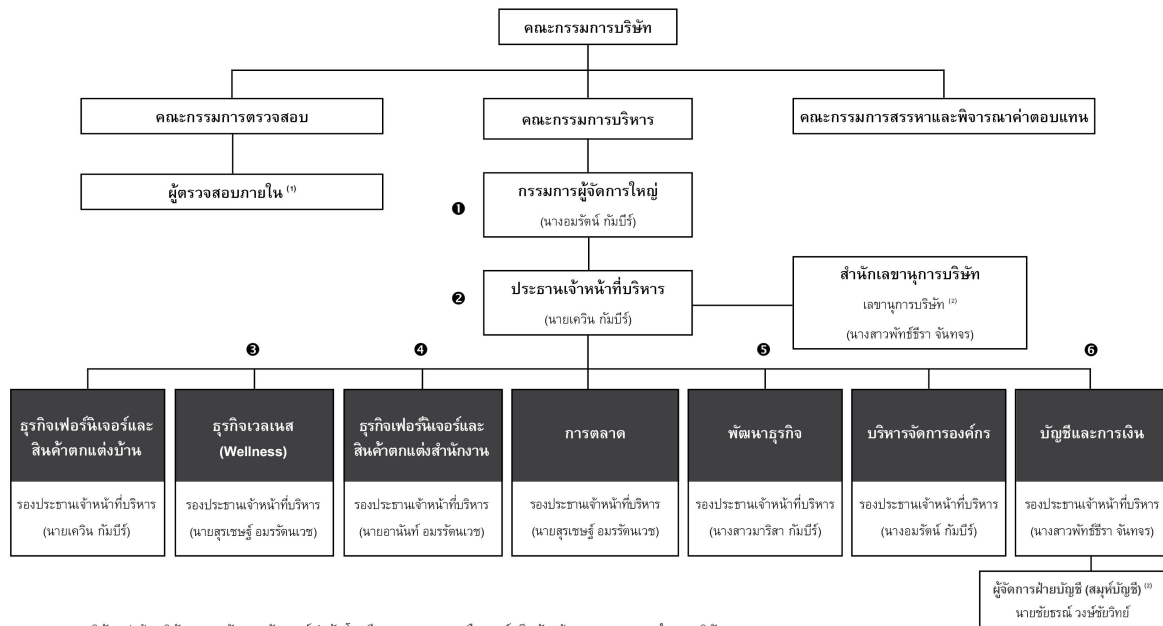 คณะกรรมการบริษัท
คณะกรรมการตรวจสอบ
คณะกรรมการบริหาร
คณะกรรมการสรรหาและพิจารณาค่าตอบแทน
ผู้ตรวจสอบภายใน (1)
❶
กรรมการผู้จัดการใหญ่
(นางอมรัตน์ กัมบีร์)
❷
ประธานเจ้าหน้าที่บริหาร
(นายเควิน กัมบีร์)
สำนักเลขานุการบริษัท
เลขานุการบริษัท (2)
(นางสาวพัทธ์ธีรา จันทจร)
❸
❹
❺
❻
ธุรกิจเฟอร์นิเจอร์และ
สินค้าตกแต่งบ้าน
รองประธานเจ้าหน้าที่บริหาร
(นายเควิน กัมบีร์)
ธุรกิจเวลเนส
(Wellness)
รองประธานเจ้าหน้าที่บริหาร
(นายสุรเชษฐ์ อมรรัตนเวช)
ธุรกิจเฟอร์นิเจอร์และ
สินค้าตกแต่งสำนักงาน
รองประธานเจ้าหน้าที่บริหาร
(นายอานันท์ อมรรัตนเวช)
การตลาด
รองประธานเจ้าหน้าที่บริหาร
(นายสุรเชษฐ์ อมรรัตนเวช)
พัฒนาธุรกิจ
รองประธานเจ้าหน้าที่บริหาร
(นางสาวมาริสา กัมบีร์)
บริหารจัดการองค์กร
รองประธานเจ้าหน้าที่บริหาร
(นางอมรัตน์ กัมบีร์)
บัญชีและการเงิน
รองประธานเจ้าหน้าที่บริหาร
(นางสาวพัทธ์ธีรา จันทจร)
ผู้จัดการฝ่ายบัญชี (สมุห์บัญชี) (2)
นายชัยธรณ์ วงษ์ชัยวิทย์